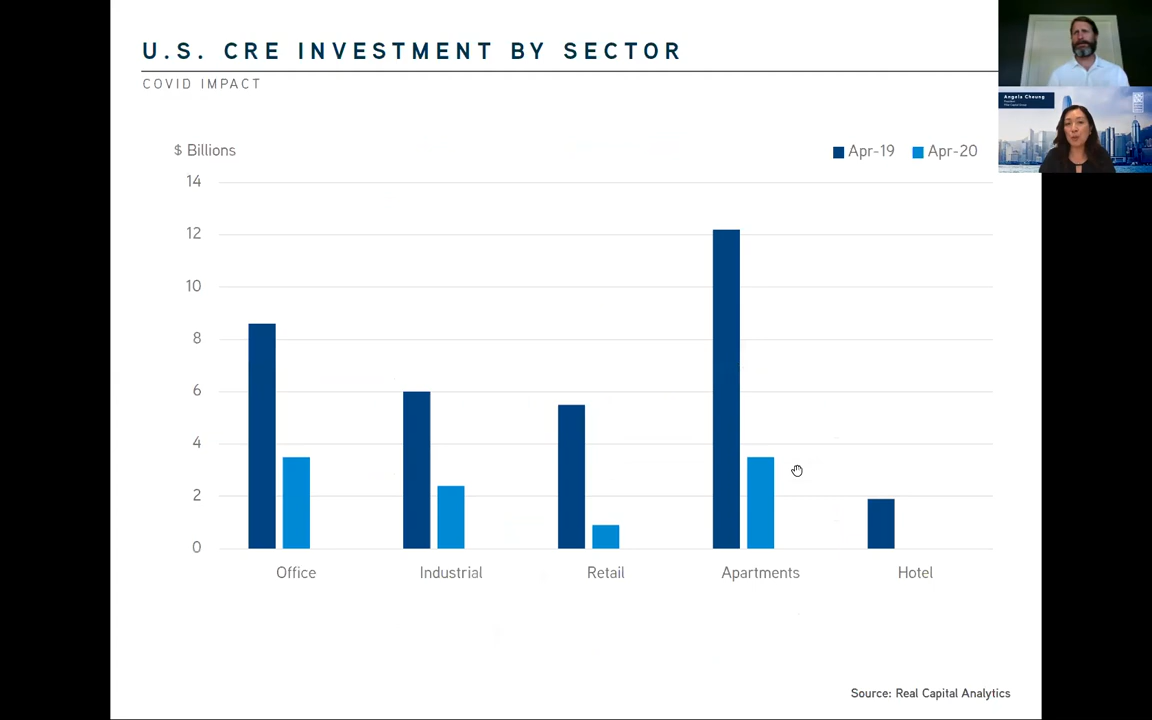 U.S. CRE INVESTMENT BY SECTOR
COVID IMPACT
$ Billions
Apr-19 Apr-20
14
12
10
8
6
4
2
0
Office Industrial Retail Apartments Hotel
Source: Real Capital Analytics
Angela Cheung